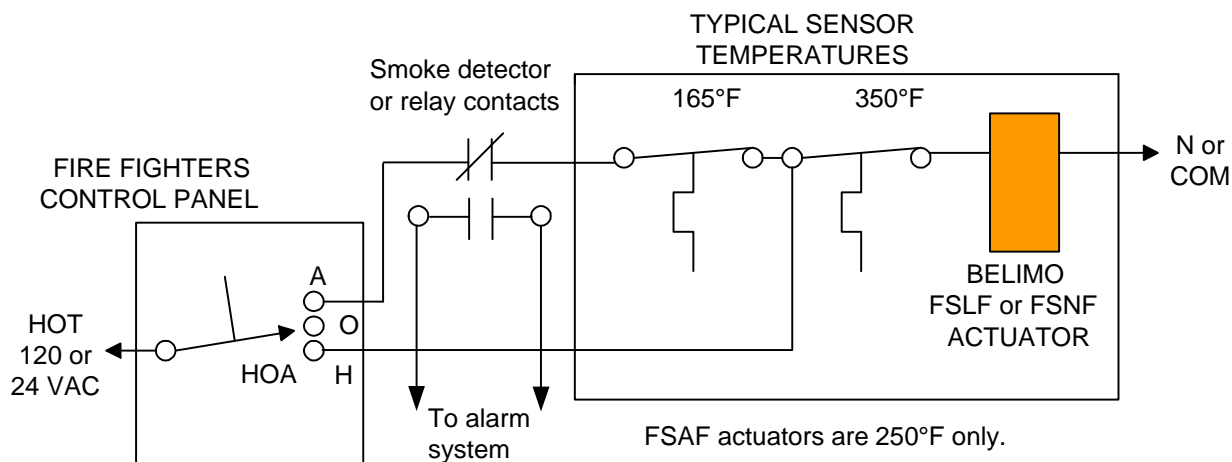 TYPICAL SENSOR
TEMPERATURES
Smoke detector
or relay contacts
165°F
350°F
N or
COM
FIRE FIGHTERS
CONTROL PANEL
A
O
H
HOA
HOT
120 or
24 VAC
BELIMO
FSLF or FSNF
ACTUATOR
To alarm
system
FSAF actuators are 250°F only.